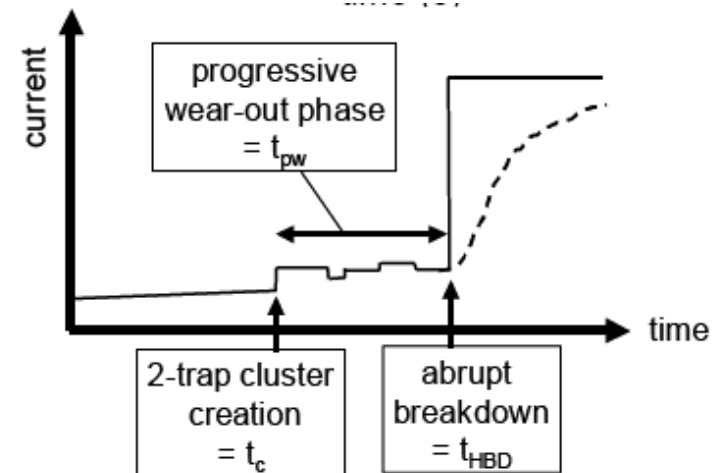 current
progressive
wear-out phase
= t_pw
time
2-trap cluster
creation
= t_c
abrupt
breakdown
= t_HBD